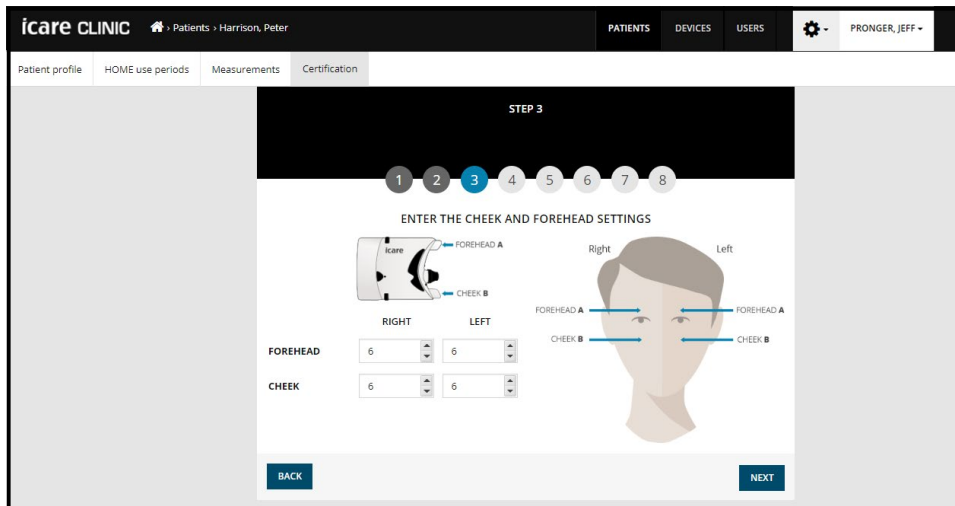 icare CLINIC › Patients › Harrison, Peter PATIENTS DEVICES USERS PRONGER, JEFF
Patient profile HOME use periods Measurements Certification
STEP 3
1 2 3 4 5 6 7 8
ENTER THE CHEEK AND FOREHEAD SETTINGS
icare FOREHEAD A
CHEEK B
Right Left
FOREHEAD A FOREHEAD A
CHEEK B CHEEK B
RIGHT LEFT
FOREHEAD 6 6
CHEEK 6 6
BACK NEXT